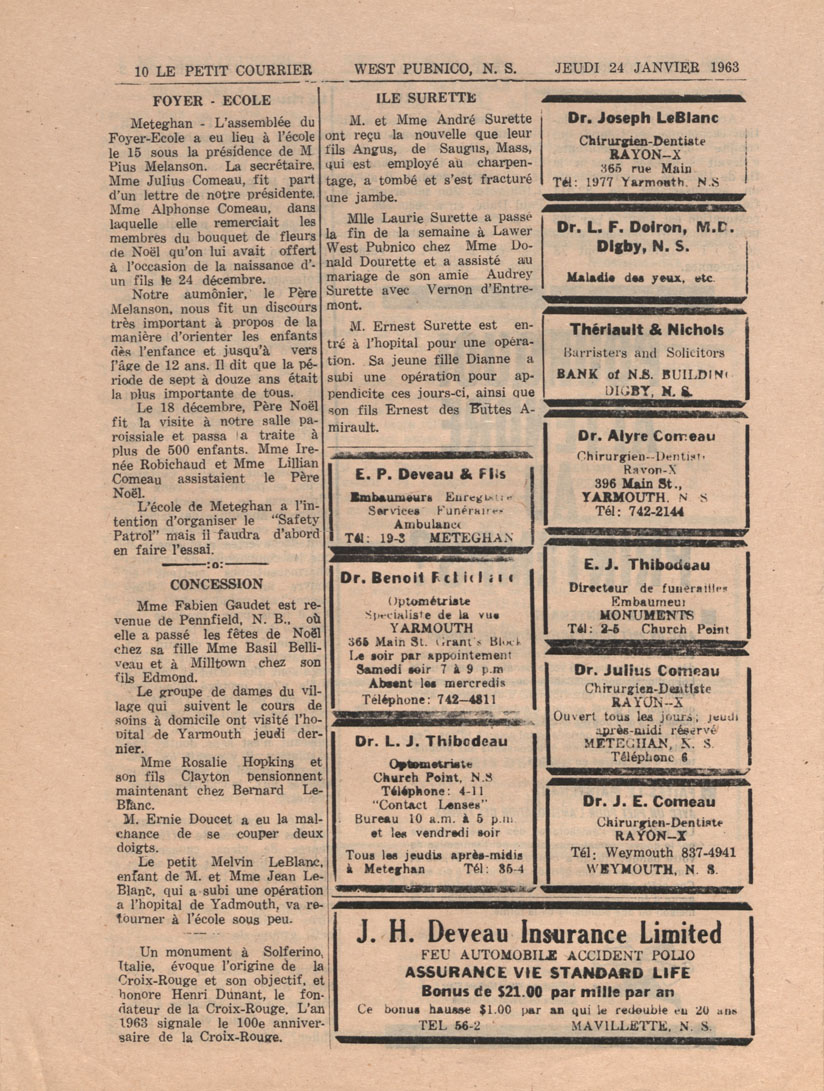 10 LE PETIT COURRIER WEST PUBNICO, N. S. JEUDI 24 JANVIER 1963
FOYER - ECOLE
Meteghan - L'assemblée du
Foyer-Ecole a eu lieu à l'école
le 15 sous la présidence de M
Pius Melanson. La secrétaire,
Mme Julius Comeau, fit part
d'un lettre de notre présidente,
Mme Alphonse Comeau, dans
laquelle elle remerciait les
membres du bouquet de fleurs
de Noël qu'on lui avait offert
à l'occasion de la naissance d'-
un fils le 24 décembre.
Notre aumônier, le Père
Melanson, nous fit un discours
très important à propos de la
manière d'orienter les enfants
dès l'enfance et jusqu'à vers
l'âge de 12 ans. Il dit que la pé-
riode de sept à douze ans était
la plus importante de tous.
Le 18 décembre, Père Noël
fit la visite à notre salle pa-
roissiale et passa la traite à
plus de 500 enfants. Mme Ire-
née Robichaud et Mme Lillian
Comeau assistaient le Père
Noël.
L'école de Meteghan a l'in-
tention d'organiser le "Safety
Patrol" mais il faudra d'abord
en faire l'essai.
:o:
CONCESSION
Mme Fabien Gaudet est re-
venue de Pennfield, N. B., où
elle a passé les fêtes de Noël
chez sa fille Mme Basil Belli-
veau et à Milltown chez son
fils Edmond.
Le groupe de dames du vil-
lage qui suivent le cours de
soins à domicile ont visité l'ho-
pital de Yarmouth jeudi der-
nier.
Mme Rosalie Hopkins et
son fils Clayton pensionnent
maintenant chez Bernard Le-
Blanc.
M. Ernie Doucet a eu la mal-
chance de se couper deux
doigts.
Le petit Melvin LeBlanc,
enfant de M. et Mme Jean Le-
Blanc, qui a subi une opération
a l'hopital de Yadmouth, va re-
tourner à l'école sous peu.
Un monument à Solferino,
Italie, évoque l'origine de la
Croix-Rouge et son objectif, et
honore Henri Dunant, le fon-
dateur de la Croix-Rouge. L'an
1963 signale le 100e anniver-
saire de la Croix-Rouge.
ILE SURETTE
M. et Mme André Surette
ont reçu la nouvelle que leur
fils Angus, de Saugus, Mass,
qui est employé au charpen-
tage, a tombé et s'est fracturé
une jambe.
Mlle Laurie Surette a passé
la fin de la semaine à Lawer
West Pubnico chez Mme Do-
nald Dourette et a assisté au
mariage de son amie Audrey
Surette avec Vernon d'Entre-
mont.
M. Ernest Surette est en-
tré à l'hopital pour une opéra-
tion. Sa jeune fille Dianne a
subi une opération pour ap-
pendicite ces jours-ci, ainsi que
son fils Ernest des Buttes A-
mirault.
E. P. Deveau & Fils
Embaumeurs
Services Funéraires
Ambulance
Tél: 19-3 METEGHAN
Dr. Benoit
Optométriste
Specialiste de la vue
YARMOUTH
365 Main St. Grant's Block
Le soir par appointement
Samedi soir 7 à 9 p.m
Absent les mercredis
Téléphone: 742—4811
Dr. L. J. Thibodeau
Optometriste
Church Point, N.S
Téléphone: 4-11
"Contact Lenses"
Bureau 10 a.m. à 5 p.m.
et les vendredi soir
Tous les jeudis après-midis
à Meteghan Tél: 35-4
Dr. Joseph LeBlanc
Chirurgien-Dentiste
RAYON—X
365 rue Main
Tél: 1977 Yarmouth, N.S
Dr. L. F. Doiron, M.D.
Digby, N. S.
Maladie des yeux, etc.
Thériault & Nichols
Barristers and Solicitors
BANK of N.S. BUILDING
DIGBY, N. S.
Dr. Alyre Comeau
Chirurgien—Dentiste
Rayon-X
396 Main St.,
YARMOUTH, N S
Tél: 742-2144
E. J. Thibodeau
Directeur de funérailles
Embaumeur
MONUMENTS
Tél: 2-5 Church Point
Dr. Julius Comeau
Chirurgien-Dentiste
RAYON—X
Ouvert tous les jours; jeudi
après-midi réservé
METEGHAN, N. S.
Téléphone 6
Dr. J. E. Comeau
Chirurgien-Dentiste
RAYON—X
Tél: Weymouth 837-4941
WEYMOUTH, N. S.
J. H. Deveau Insurance Limited
FEU AUTOMOBILE ACCIDENT POLIO
ASSURANCE VIE STANDARD LIFE
Bonus de $21.00 par mille par an
Ce bonus hausse $1.00 par an qui le redouble en 20 ans
TEL 56-2 MAVILLETTE, N. S.